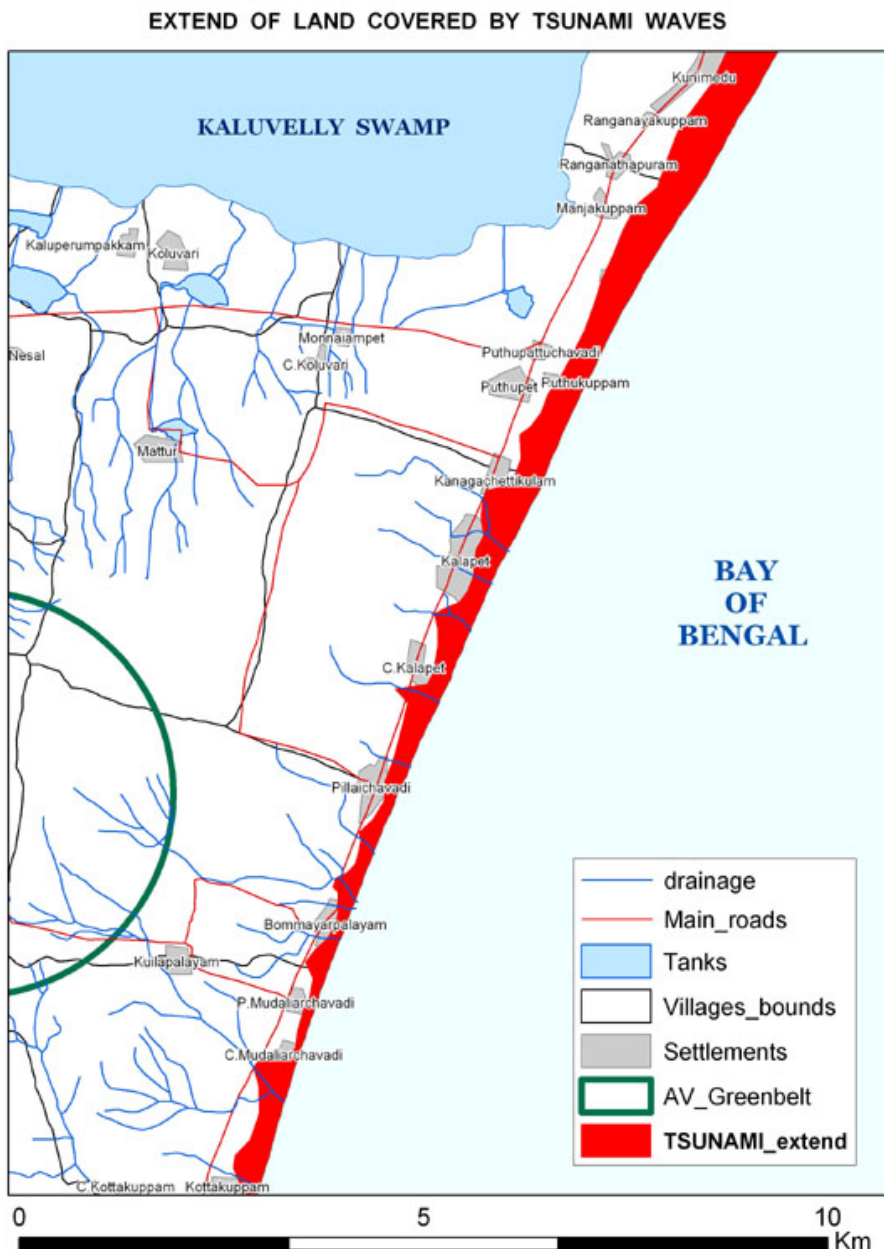 EXTEND OF LAND COVERED BY TSUNAMI WAVES
Kunimedu
KALUVELLY SWAMP
Ranganayakuppam
Ranganathapuram
Manjakuppam
Kaluperumpakkam
Koluvari
Monnaiampet
Nesal
C.Koluvari
Puthupattuchavadi
Puthupet
Puthukuppam
Mattur
Kanagachettikulam
Kalapet
BAY
OF
BENGAL
C.Kalapet
Pillaichavadi
Bommayarpalayam
Kuilapalayam
P.Mudaliarchavadi
C.Mudaliarchavadi
C.Kottakuppam
Kottakuppam
drainage
Main_roads
Tanks
Villages_bounds
Settlements
AV_Greenbelt
TSUNAMI_extend
0 5 10
Km